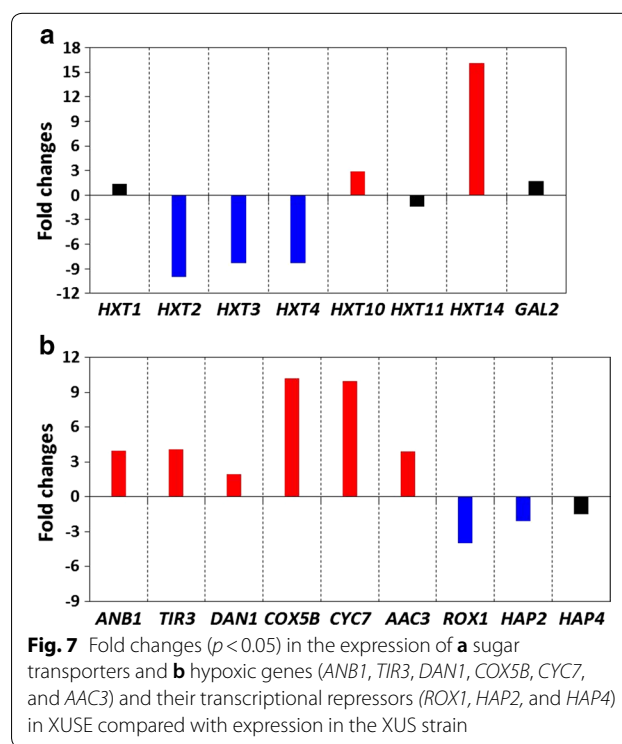 a
Fold changes
18
15
12
9
6
3
0
-3
-6
-9
-12
HXT1 HXT2 HXT3 HXT4 HXT10 HXT11 HXT14 GAL2
b
Fold changes
12
9
6
3
0
-3
-6
-9
ANB1 TIR3 DAN1 COX5B CYC7 AAC3 ROX1 HAP2 HAP4
Fig. 7 Fold changes (p < 0.05) in the expression of a sugar
transporters and b hypoxic genes (ANB1, TIR3, DAN1, COX5B, CYC7,
and AAC3) and their transcriptional repressors (ROX1, HAP2, and HAP4)
in XUSE compared with expression in the XUS strain